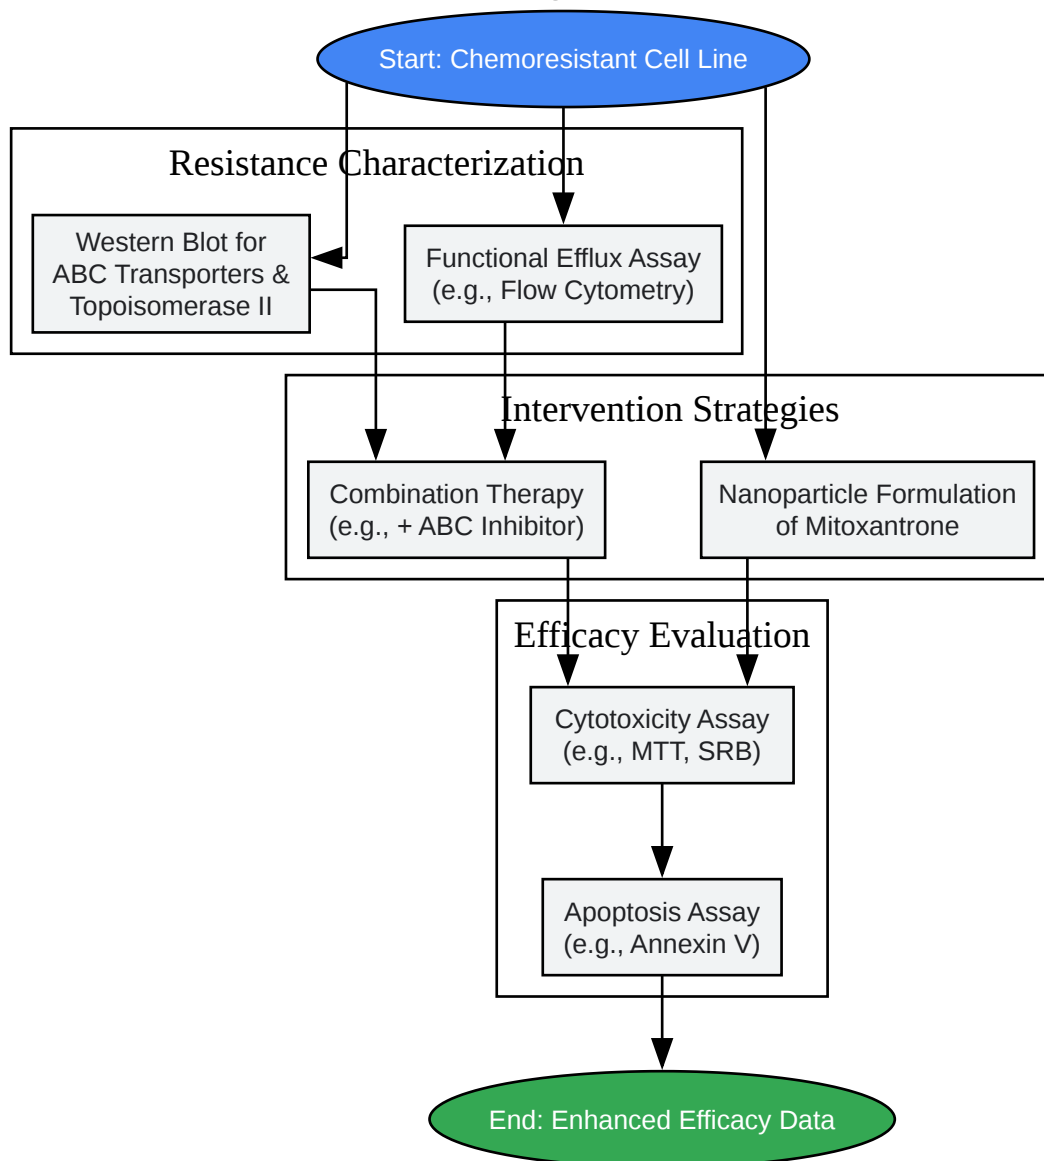 Start: Chemoresistant Cell Line
Resistance Characterization
Western Blot for
ABC Transporters &
Topoisomerase II
Functional Efflux Assay
(e.g., Flow Cytometry)
Intervention Strategies
Combination Therapy
(e.g., + ABC Inhibitor)
Nanoparticle Formulation
of Mitoxantrone
Efficacy Evaluation
Cytotoxicity Assay
(e.g., MTT, SRB)
Apoptosis Assay
(e.g., Annexin V)
End: Enhanced Efficacy Data